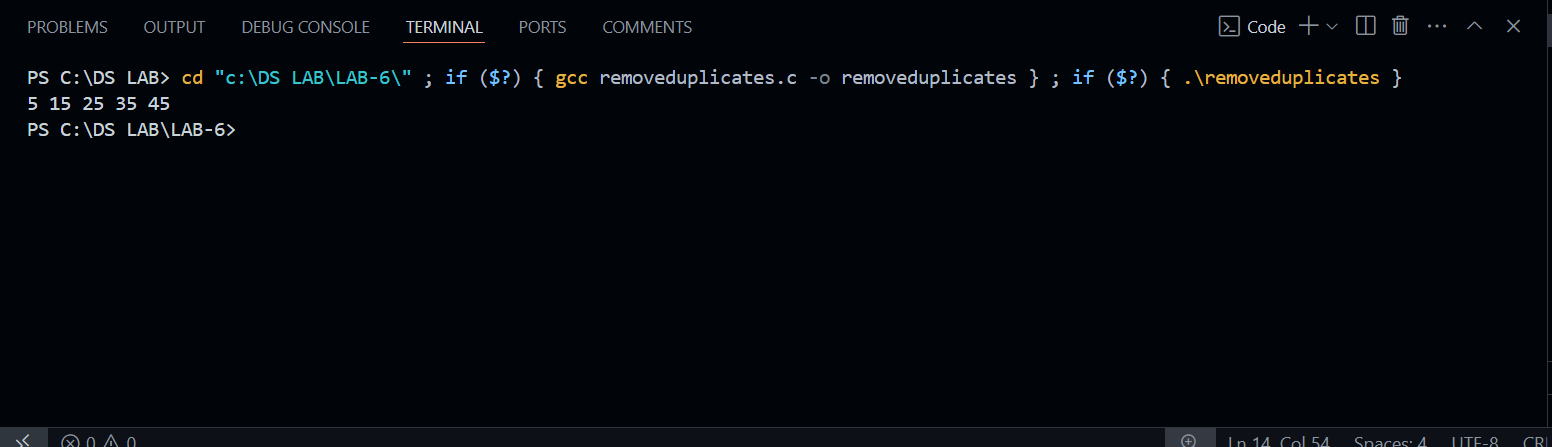 PROBLEMS OUTPUT DEBUG CONSOLE TERMINAL PORTS COMMENTS Code
PS C:\DS LAB> cd "c:\DS LAB\LAB-6\" ; if ($?) { gcc removeduplicates.c -o removeduplicates } ; if ($?) { .\removeduplicates }
5 15 25 35 45
PS C:\DS LAB\LAB-6>
0 0 Ln 14, Col 54 Spaces: 4 UTF-8 CR